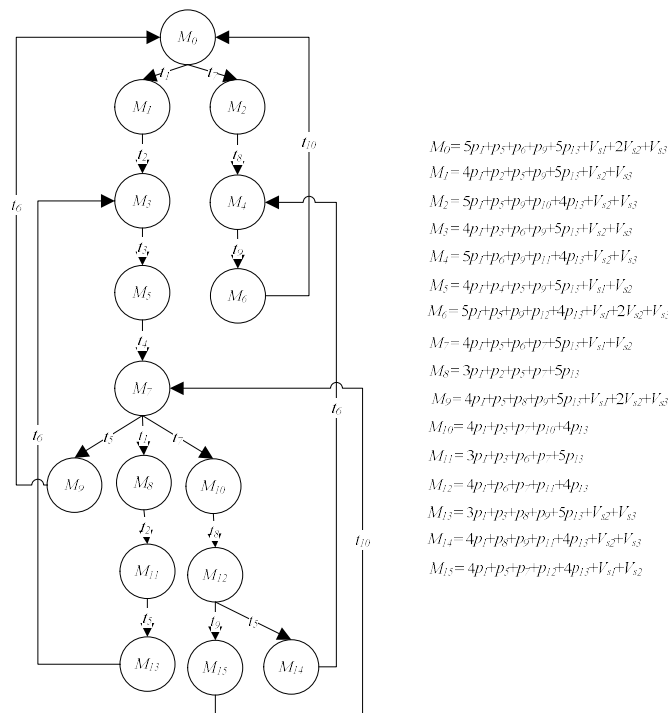 M0
t1
t7
M1
M2
t10
t2
t8
t6
M3
M4
t3
t9
M5
M6
t4
M7
t6
t5
t1
t7
M9
M8
M10
t2
t8
t10
M11
M12
t5
t9
t5
M13
M15
M14
M0=5p1+p5+p6+p9+5p13+Vs1+2Vs2+Vs3
M1=4p1+p2+p5+p9+5p13+Vs2+Vs3
M2=5p1+p5+p9+p10+4p13+Vs2+Vs3
M3=4p1+p3+p6+p9+5p13+Vs2+Vs3
M4=5p1+p6+p9+p11+4p13+Vs2+Vs3
M5=4p1+p4+p5+p9+5p13+Vs1+Vs2
M6=5p1+p5+p9+p12+4p13+Vs1+2Vs2+Vs3
M7=4p1+p5+p6+p+5p13+Vs1+Vs2
M8=3p1+p2+p5+p+5p13
M9=4p1+p5+p8+p9+5p13+Vs1+2Vs2+Vs3
M10=4p1+p5+p7+p10+4p13
M11=3p1+p3+p6+p7+5p13
M12=4p1+p6+p7+p11+4p13
M13=3p1+p3+p8+p9+5p13+Vs2+Vs3
M14=4p1+p8+p9+p11+4p13+Vs2+Vs3
M15=4p1+p5+p7+p12+4p13+Vs1+Vs2